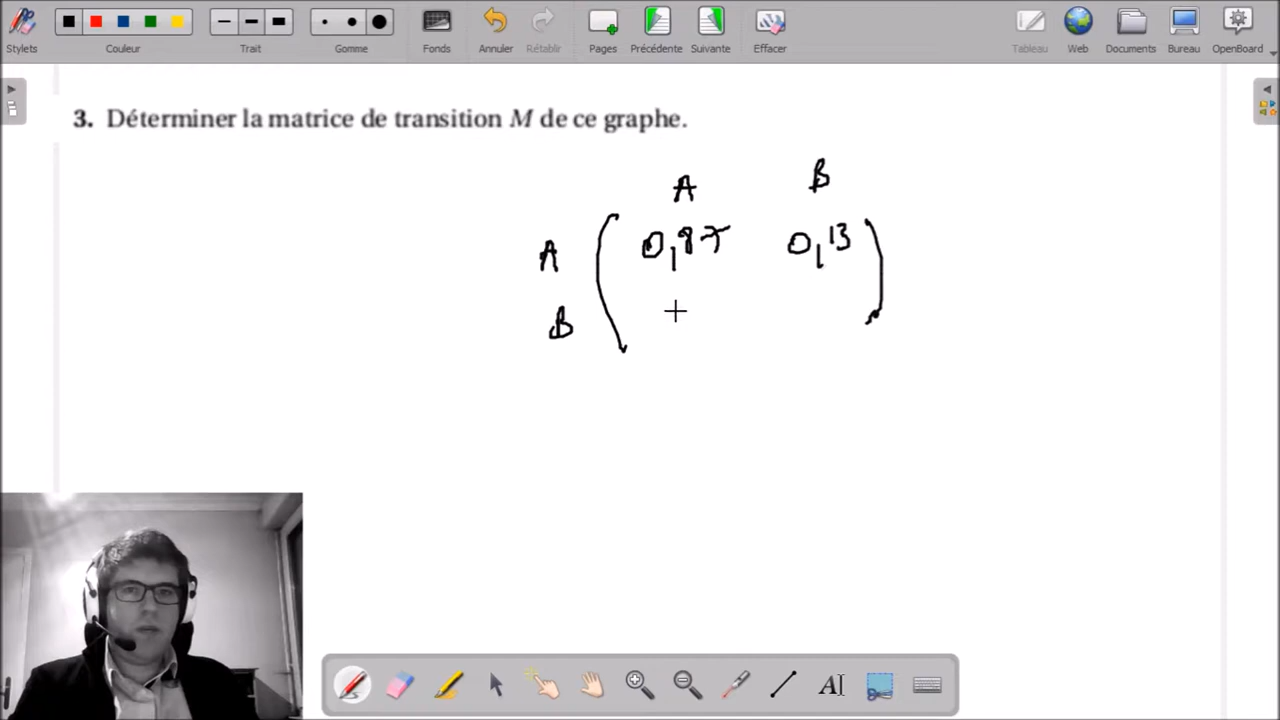 Stylets Couleur Trait Gomme Fonds Annuler Rétablir Pages Précédente Suivante Effacer Tableau Web Documents Bureau OpenBoard
3. Déterminer la matrice de transition M de ce graphe.
A B
A ( 0,87 0,13 )
B
AI